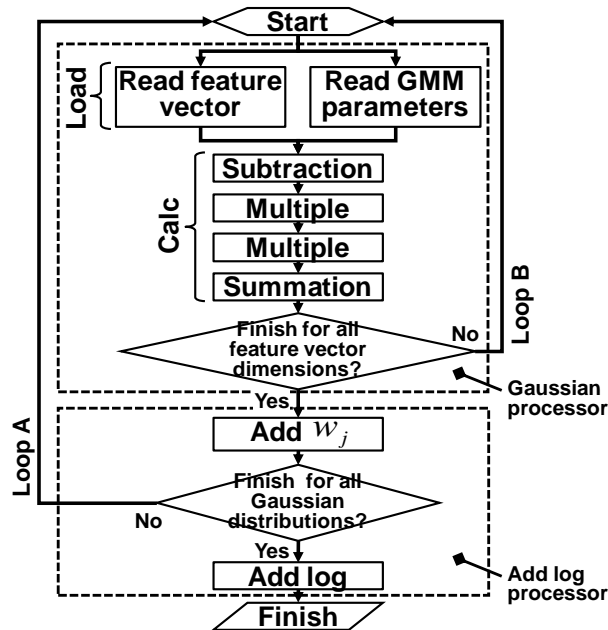 Start
Load
Read feature
vector
Read GMM
parameters
Calc
Subtraction
Multiple
Multiple
Summation
Finish for all
feature vector
dimensions?
No
Loop B
Yes
Gaussian
processor
Loop A
Add w_j
Finish for all
Gaussian
distributions?
No
Yes
Add log
Add log
processor
Finish